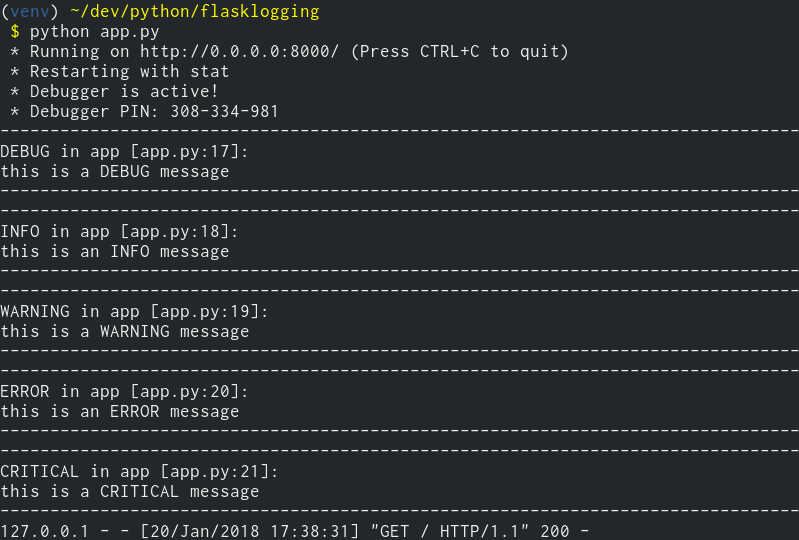 (venv) ~/dev/python/flasklogging
$ python app.py
* Running on http://0.0.0.0:8000/ (Press CTRL+C to quit)
* Restarting with stat
* Debugger is active!
* Debugger PIN: 308-334-981
--------------------------------------------------------------------------------
DEBUG in app [app.py:17]:
this is a DEBUG message
--------------------------------------------------------------------------------
--------------------------------------------------------------------------------
INFO in app [app.py:18]:
this is an INFO message
--------------------------------------------------------------------------------
--------------------------------------------------------------------------------
WARNING in app [app.py:19]:
this is a WARNING message
--------------------------------------------------------------------------------
--------------------------------------------------------------------------------
ERROR in app [app.py:20]:
this is an ERROR message
--------------------------------------------------------------------------------
--------------------------------------------------------------------------------
CRITICAL in app [app.py:21]:
this is a CRITICAL message
--------------------------------------------------------------------------------
127.0.0.1 - - [20/Jan/2018 17:38:31] "GET / HTTP/1.1" 200 -